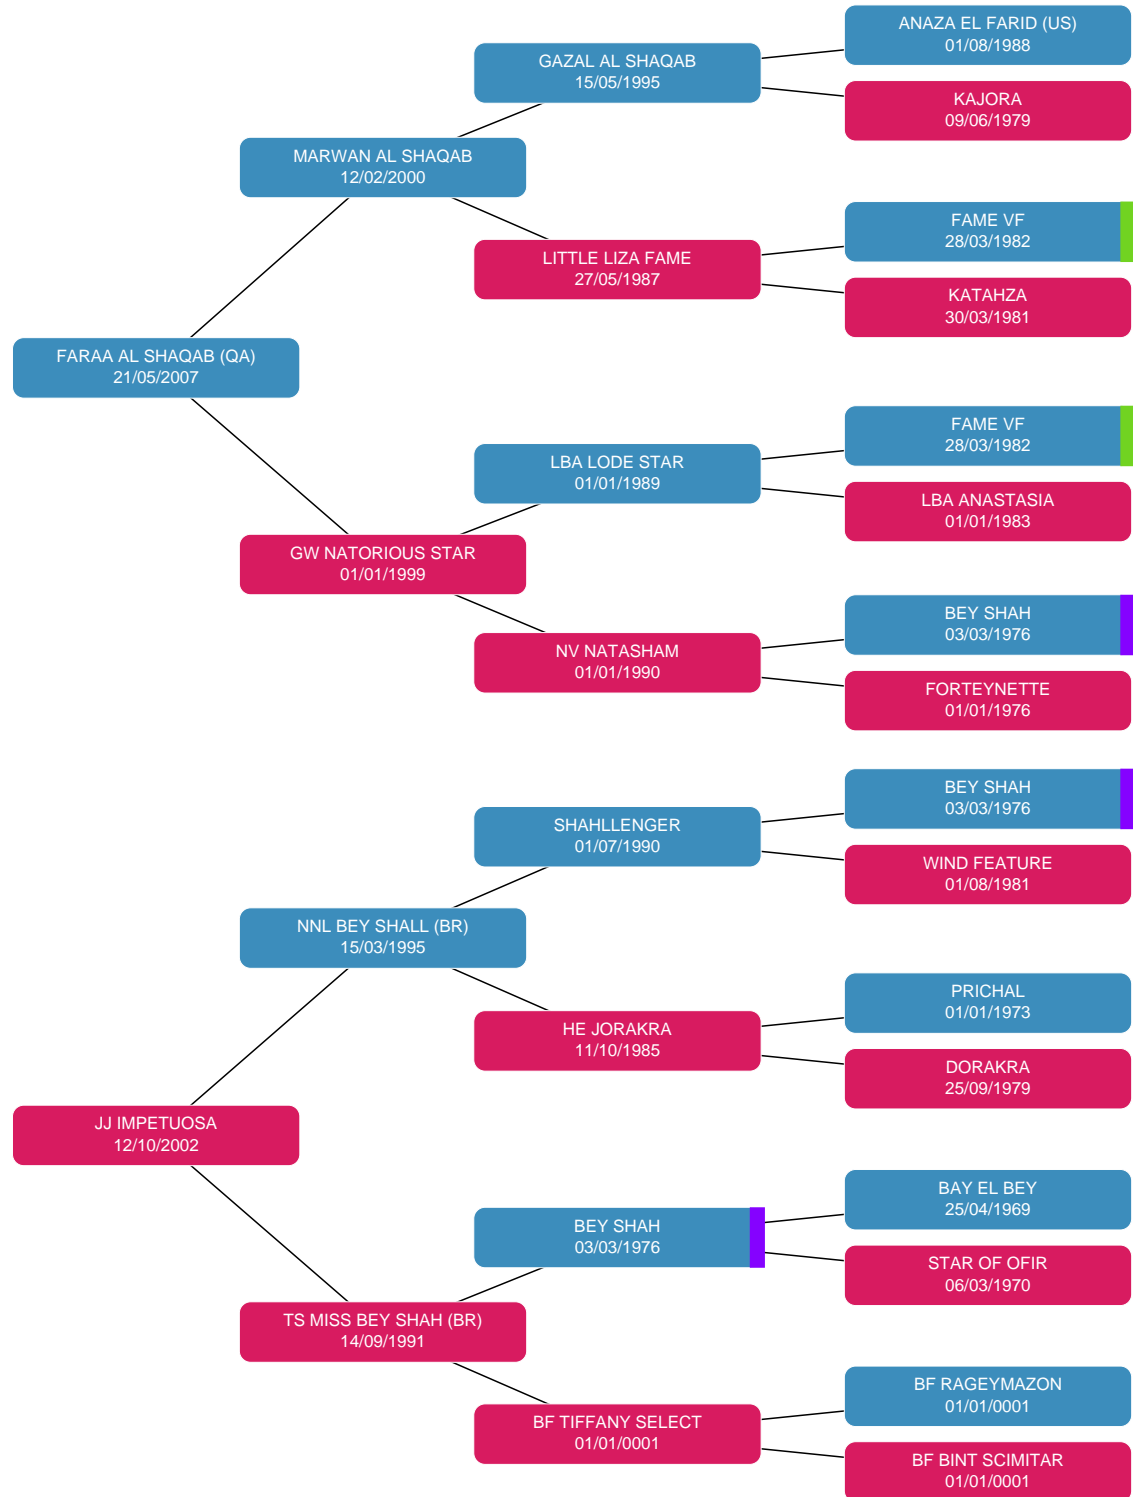 ANAZA EL FARID (US)
01/08/1988
GAZAL AL SHAQAB
15/05/1995
KAJORA
09/06/1979
MARWAN AL SHAQAB
12/02/2000
FAME VF
28/03/1982
LITTLE LIZA FAME
27/05/1987
KATAHZA
30/03/1981
FARAA AL SHAQAB (QA)
21/05/2007
FAME VF
28/03/1982
LBA LODE STAR
01/01/1989
LBA ANASTASIA
01/01/1983
GW NATORIOUS STAR
01/01/1999
BEY SHAH
03/03/1976
NV NATASHAM
01/01/1990
FORTEYNETTE
01/01/1976
BEY SHAH
03/03/1976
SHAHLLENGER
01/07/1990
WIND FEATURE
01/08/1981
NNL BEY SHALL (BR)
15/03/1995
PRICHAL
01/01/1973
HE JORAKRA
11/10/1985
DORAKRA
25/09/1979
JJ IMPETUOSA
12/10/2002
BAY EL BEY
25/04/1969
BEY SHAH
03/03/1976
STAR OF OFIR
06/03/1970
TS MISS BEY SHAH (BR)
14/09/1991
BF RAGEYMAZON
01/01/0001
BF TIFFANY SELECT
01/01/0001
BF BINT SCIMITAR
01/01/0001